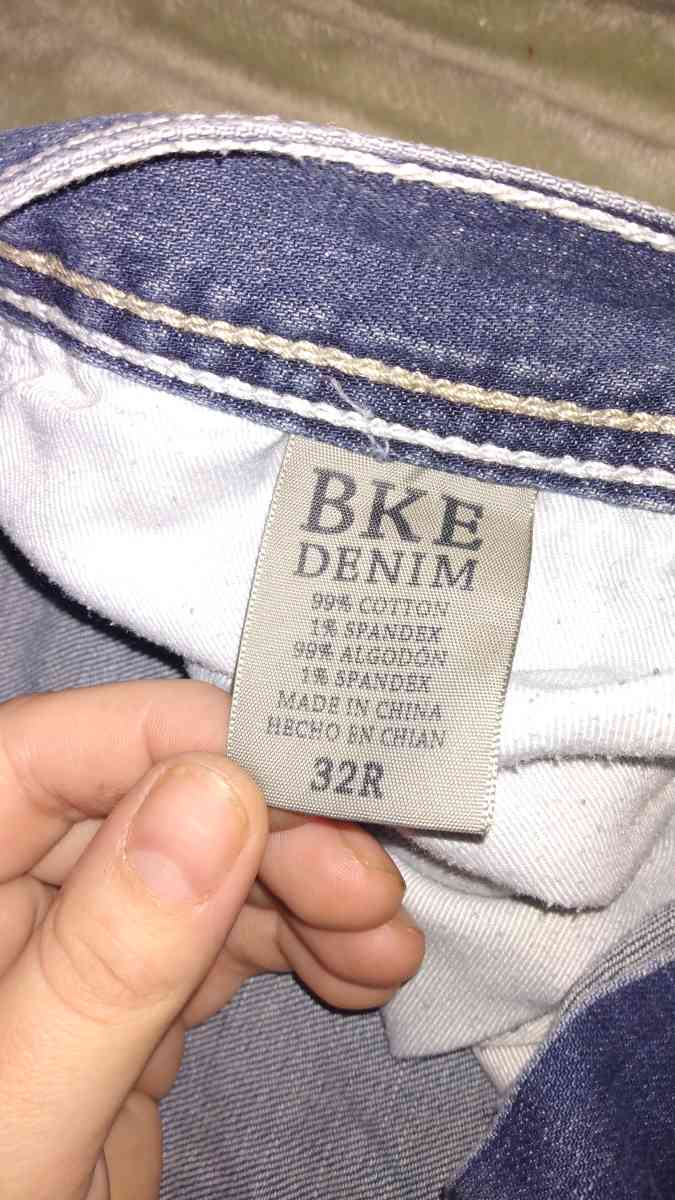 BKE
DENIM
99% COTTON
1% SPANDEX
99% ALGODÓN
1% SPANDEX
MADE IN CHINA
HECHO EN CHIAN
32R